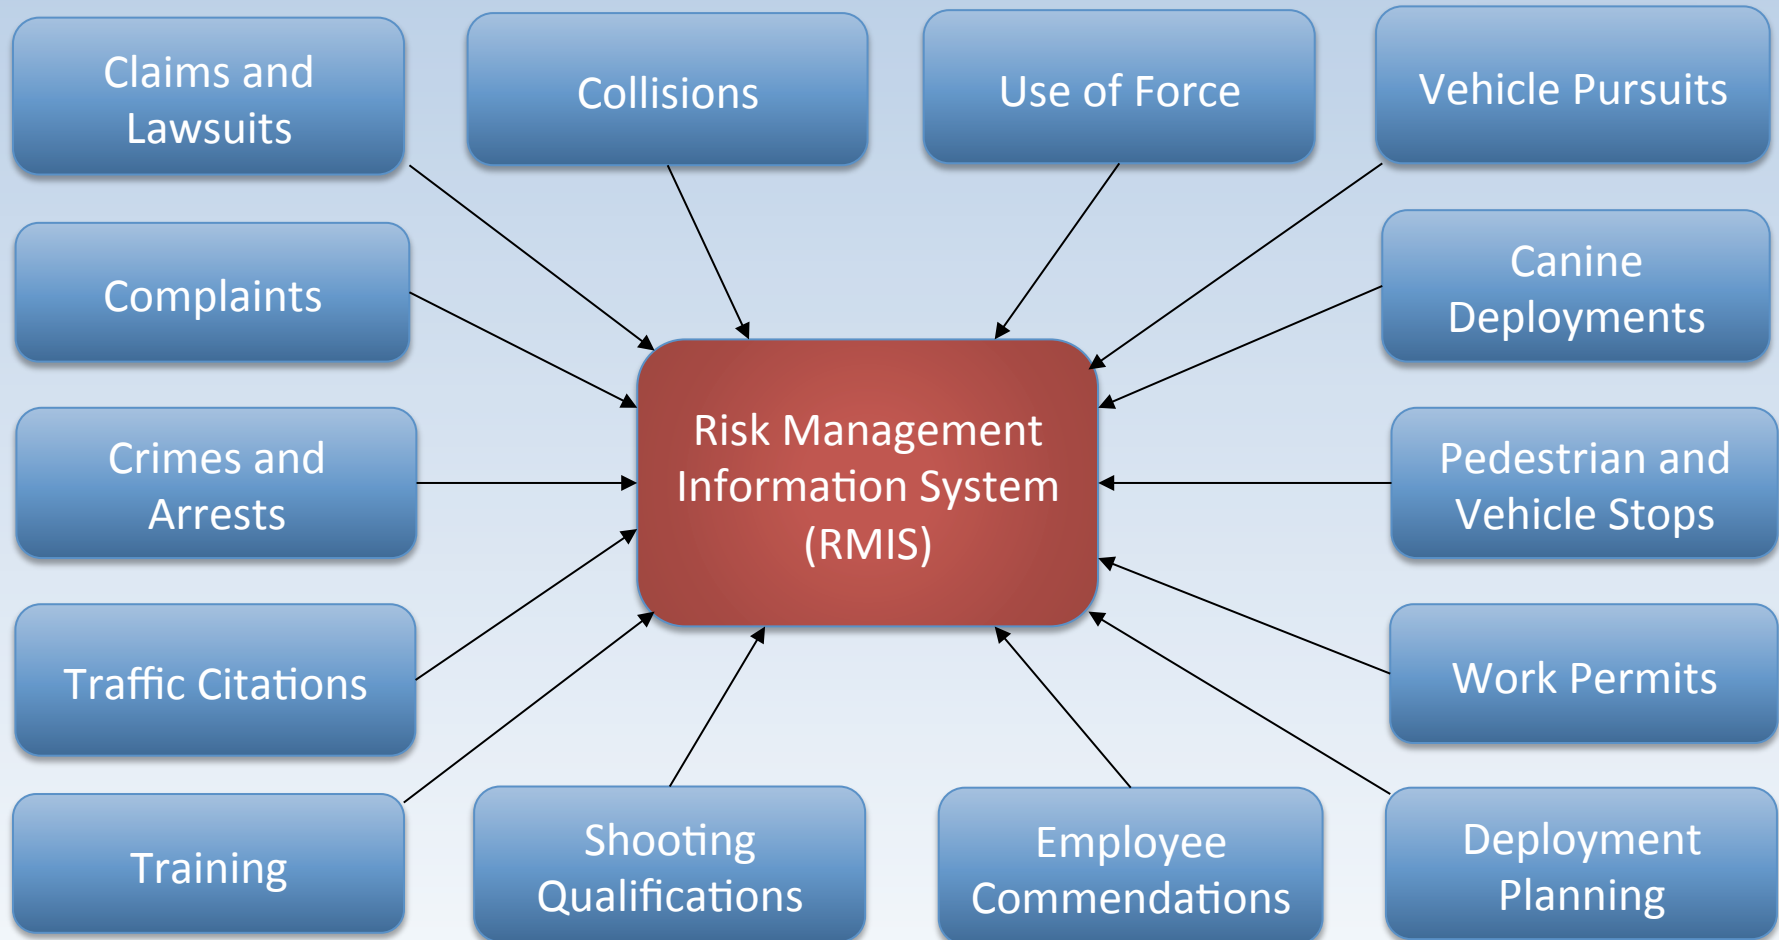 Claims and
Lawsuits
Collisions
Use of Force
Vehicle Pursuits
Complaints
Canine
Deployments
Crimes and
Arrests
Risk Management
Information System
(RMIS)
Pedestrian and
Vehicle Stops
Traffic Citations
Work Permits
Training
Shooting
Qualifications
Employee
Commendations
Deployment
Planning